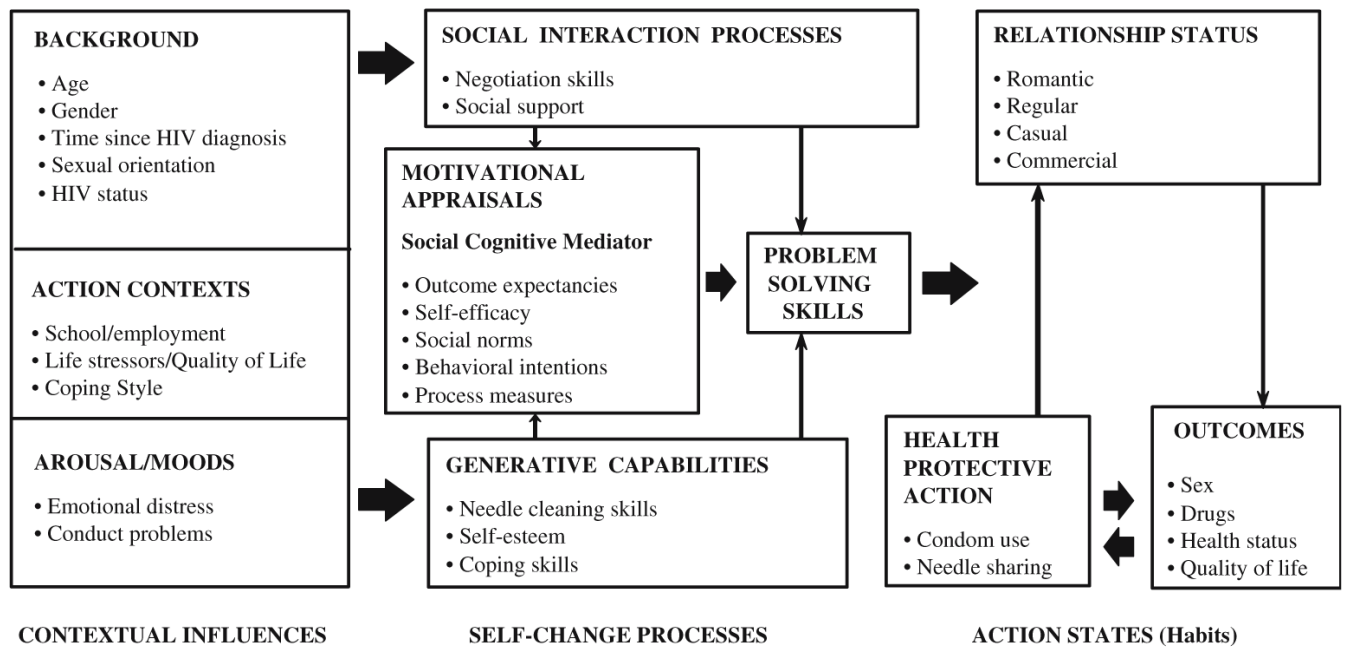 BACKGROUND
• Age
• Gender
• Time since HIV diagnosis
• Sexual orientation
• HIV status
ACTION CONTEXTS
• School/employment
• Life stressors/Quality of Life
• Coping Style
AROUSAL/MOODS
• Emotional distress
• Conduct problems
CONTEXTUAL INFLUENCES
SOCIAL INTERACTION PROCESSES
• Negotiation skills
• Social support
MOTIVATIONAL
APPRAISALS
Social Cognitive Mediator
• Outcome expectancies
• Self-efficacy
• Social norms
• Behavioral intentions
• Process measures
GENERATIVE CAPABILITIES
• Needle cleaning skills
• Self-esteem
• Coping skills
PROBLEM
SOLVING
SKILLS
SELF-CHANGE PROCESSES
RELATIONSHIP STATUS
• Romantic
• Regular
• Casual
• Commercial
HEALTH
PROTECTIVE
ACTION
• Condom use
• Needle sharing
OUTCOMES
• Sex
• Drugs
• Health status
• Quality of life
ACTION STATES (Habits)